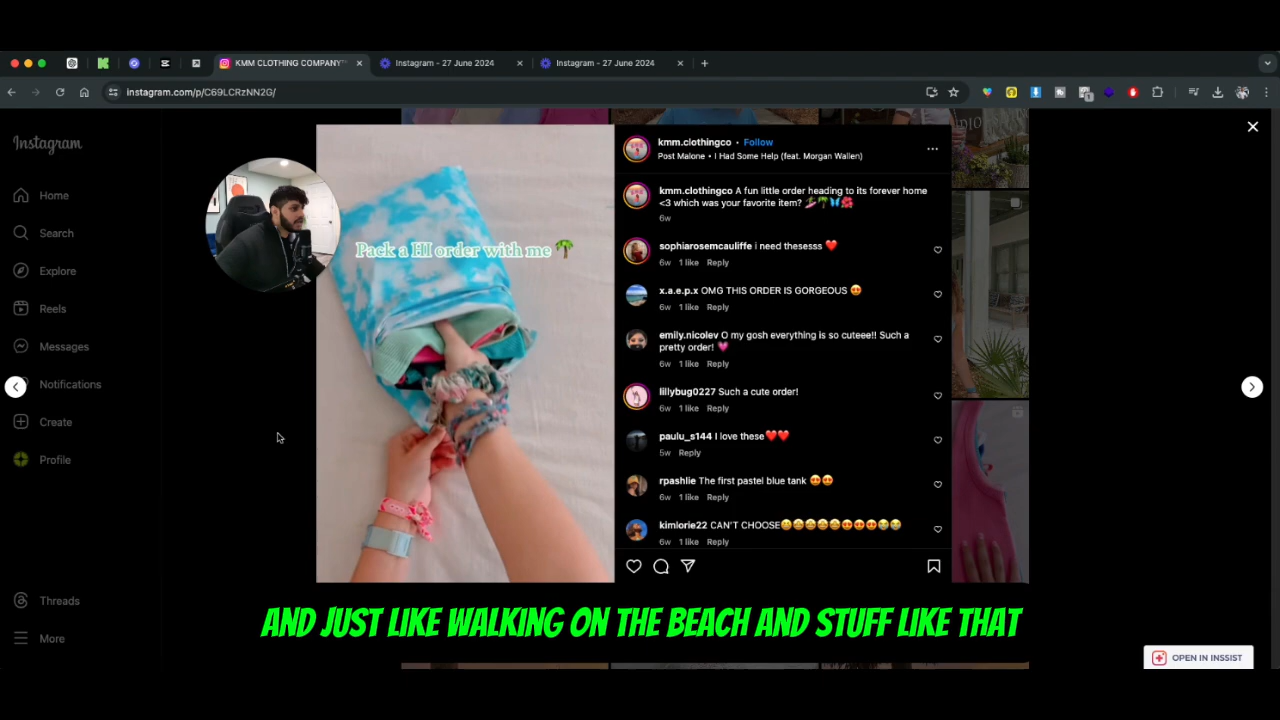 KMM CLOTHING COMPANY
Instagram - 27 June 2024
Instagram - 27 June 2024
instagram.com/p/C69LCRzNN2G/
Instagram
Home
Search
Explore
Reels
Messages
Notifications
Create
Profile
Threads
More
Pack a HI order with me 🌴
kmm.clothingco • Follow
Post Malone • I Had Some Help (feat. Morgan Wallen)
kmm.clothingco A fun little order heading to its forever home
<3 which was your favorite item? 🏄🌴🦋🌺
6w
sophiarosemcauliffe i need thesesss ❤️
6w 1 like Reply
x.a.e.p.x OMG THIS ORDER IS GORGEOUS 😍
6w 1 like Reply
emily.nicolev O my gosh everything is so cuteee!! Such a
pretty order! 💗
6w 1 like Reply
lillybug0227 Such a cute order!
6w 1 like Reply
paulu_s144 I love these❤️❤️
5w Reply
rpashlie The first pastel blue tank 😍😍
6w 1 like Reply
kimlorie22 CAN'T CHOOSE😆🤩🤩🤩🤩😍😍😍😭😭
6w 1 like Reply
AND JUST LIKE WALKING ON THE BEACH AND STUFF LIKE THAT
OPEN IN INSSIST